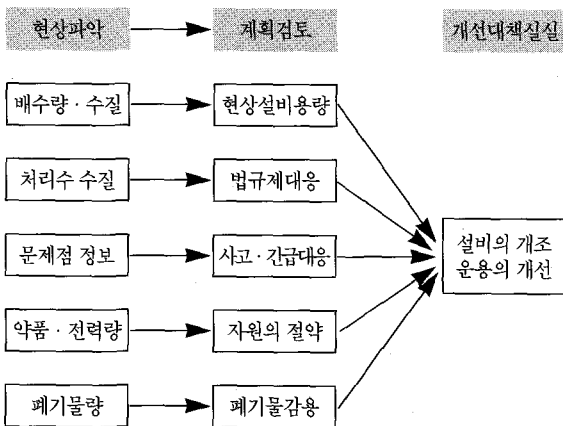 현상파악 계획검토 개선대책실실
배수량 · 수질 현상설비용량
처리수 수질 법규제대응
문제점 정보 사고 · 긴급대응 설비의 개조
운용의 개선
약품 · 전력량 자원의 절약
폐기물량 폐기물감용